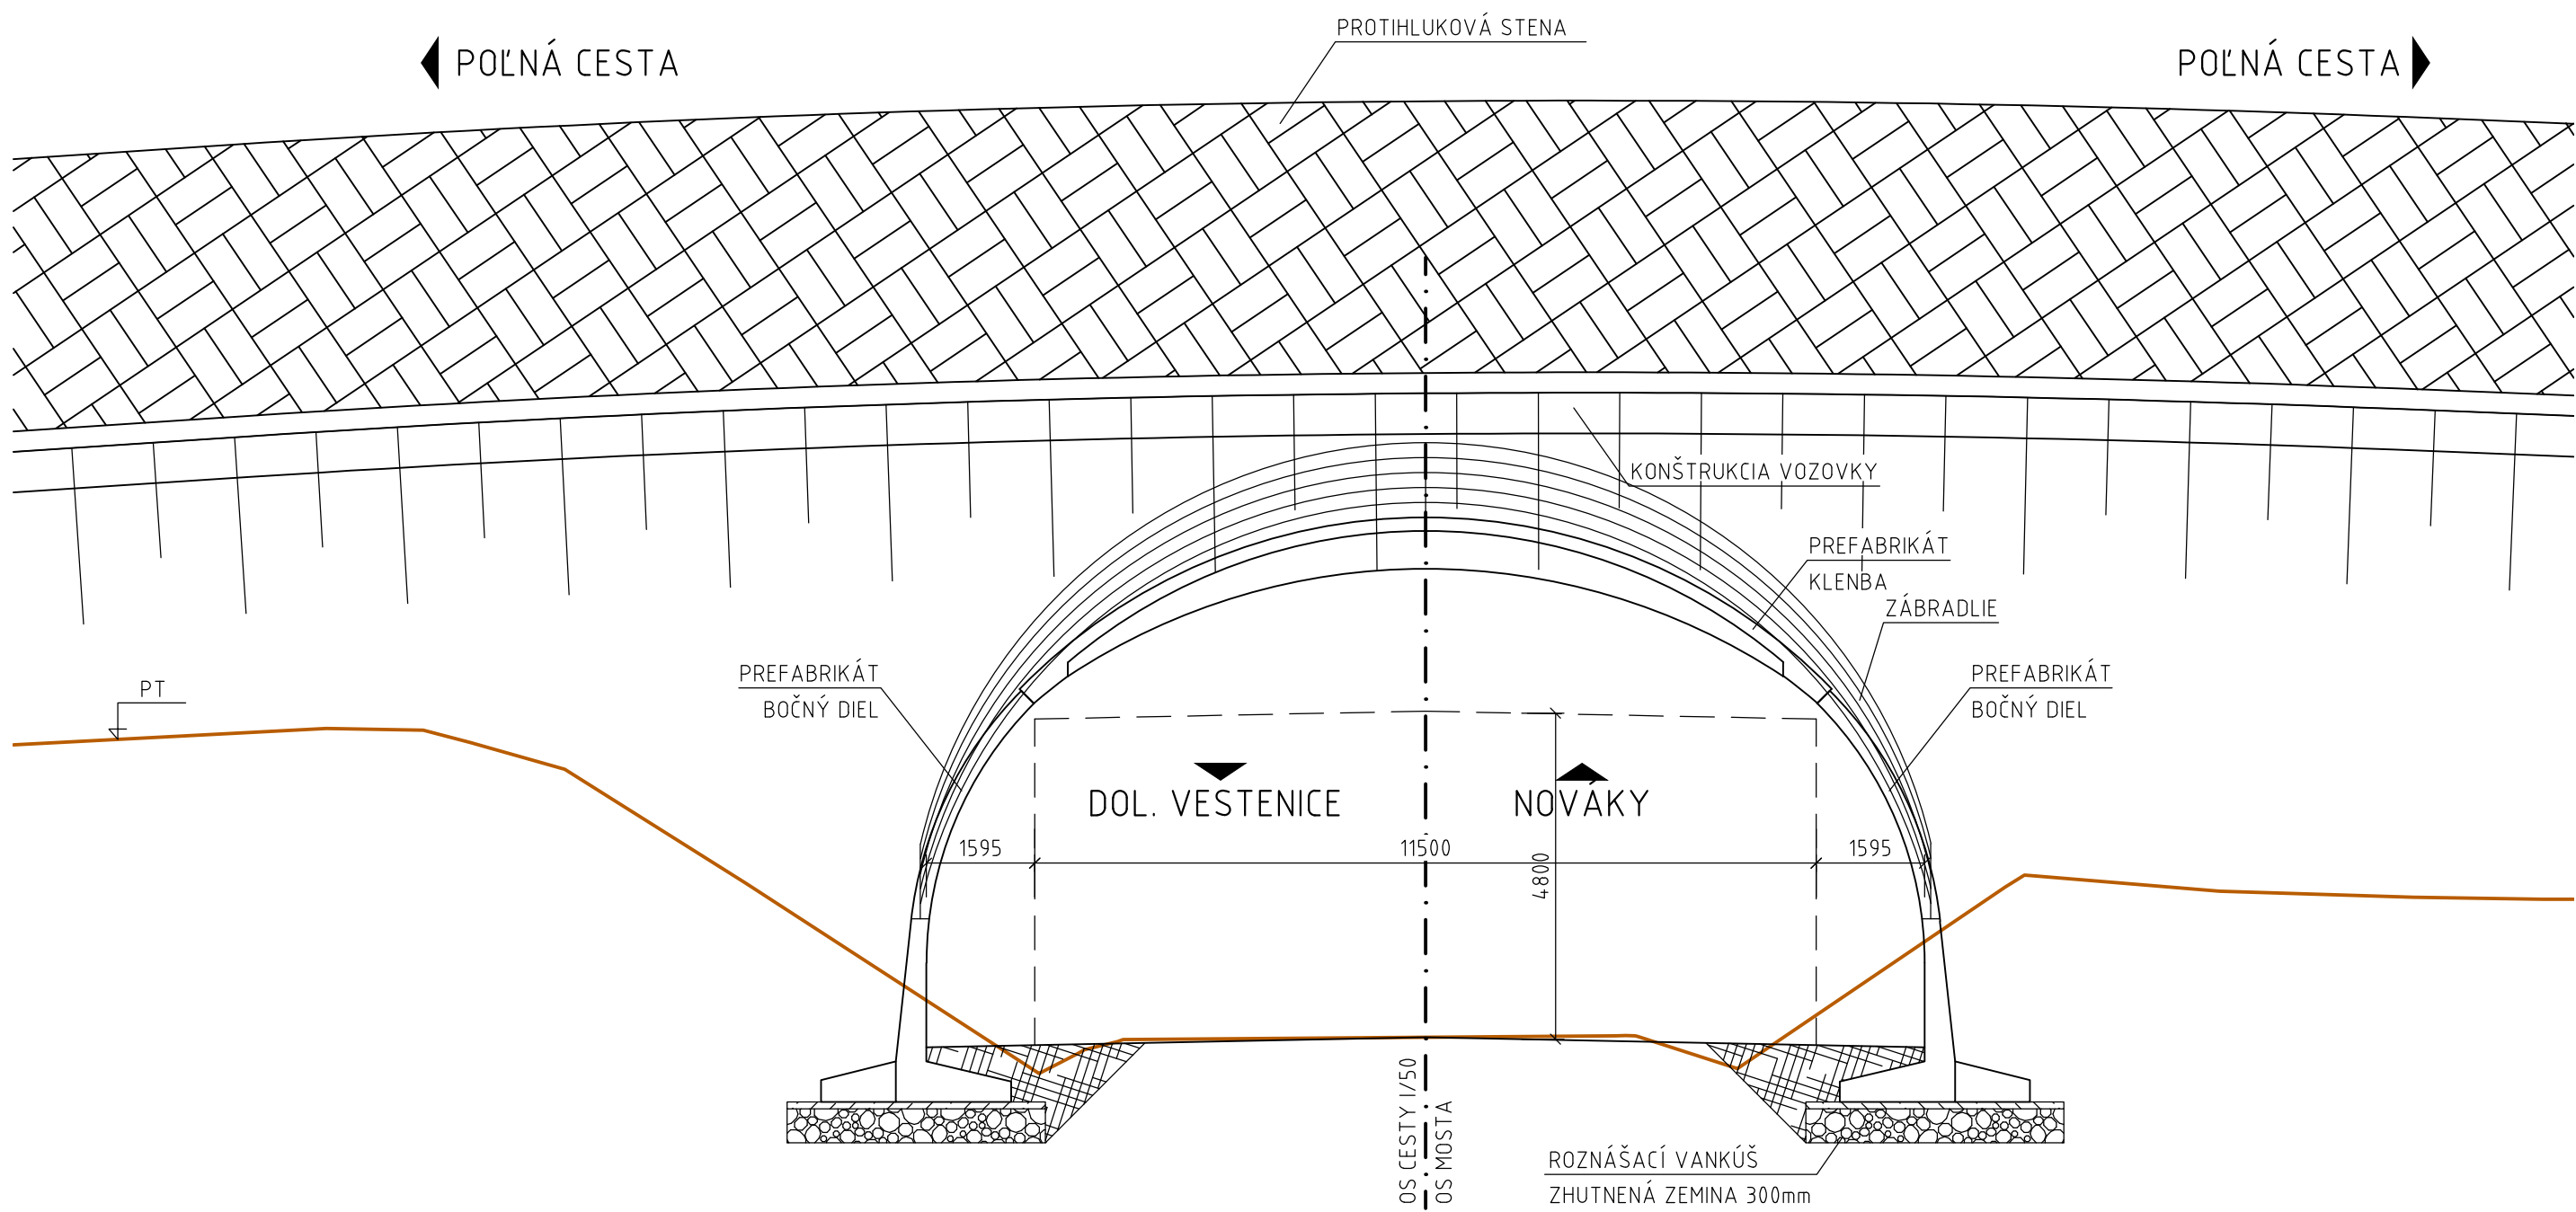 PROTIHLUKOVÁ STENA
POĽNÁ CESTA
POĽNÁ CESTA
KONŠTRUKCIA VOZOVKY
PREFABRIKÁT
KLENBA
ZÁBRADLIE
PREFABRIKÁT
BOČNÝ DIEL
PREFABRIKÁT
BOČNÝ DIEL
PT
DOL. VESTENICE
NOVÁKY
1595
11500
1595
4800
OS CESTY I/50
OS MOSTA
ROZNÁŠACÍ VANKÚŠ
ZHUTNENÁ ZEMINA 300mm